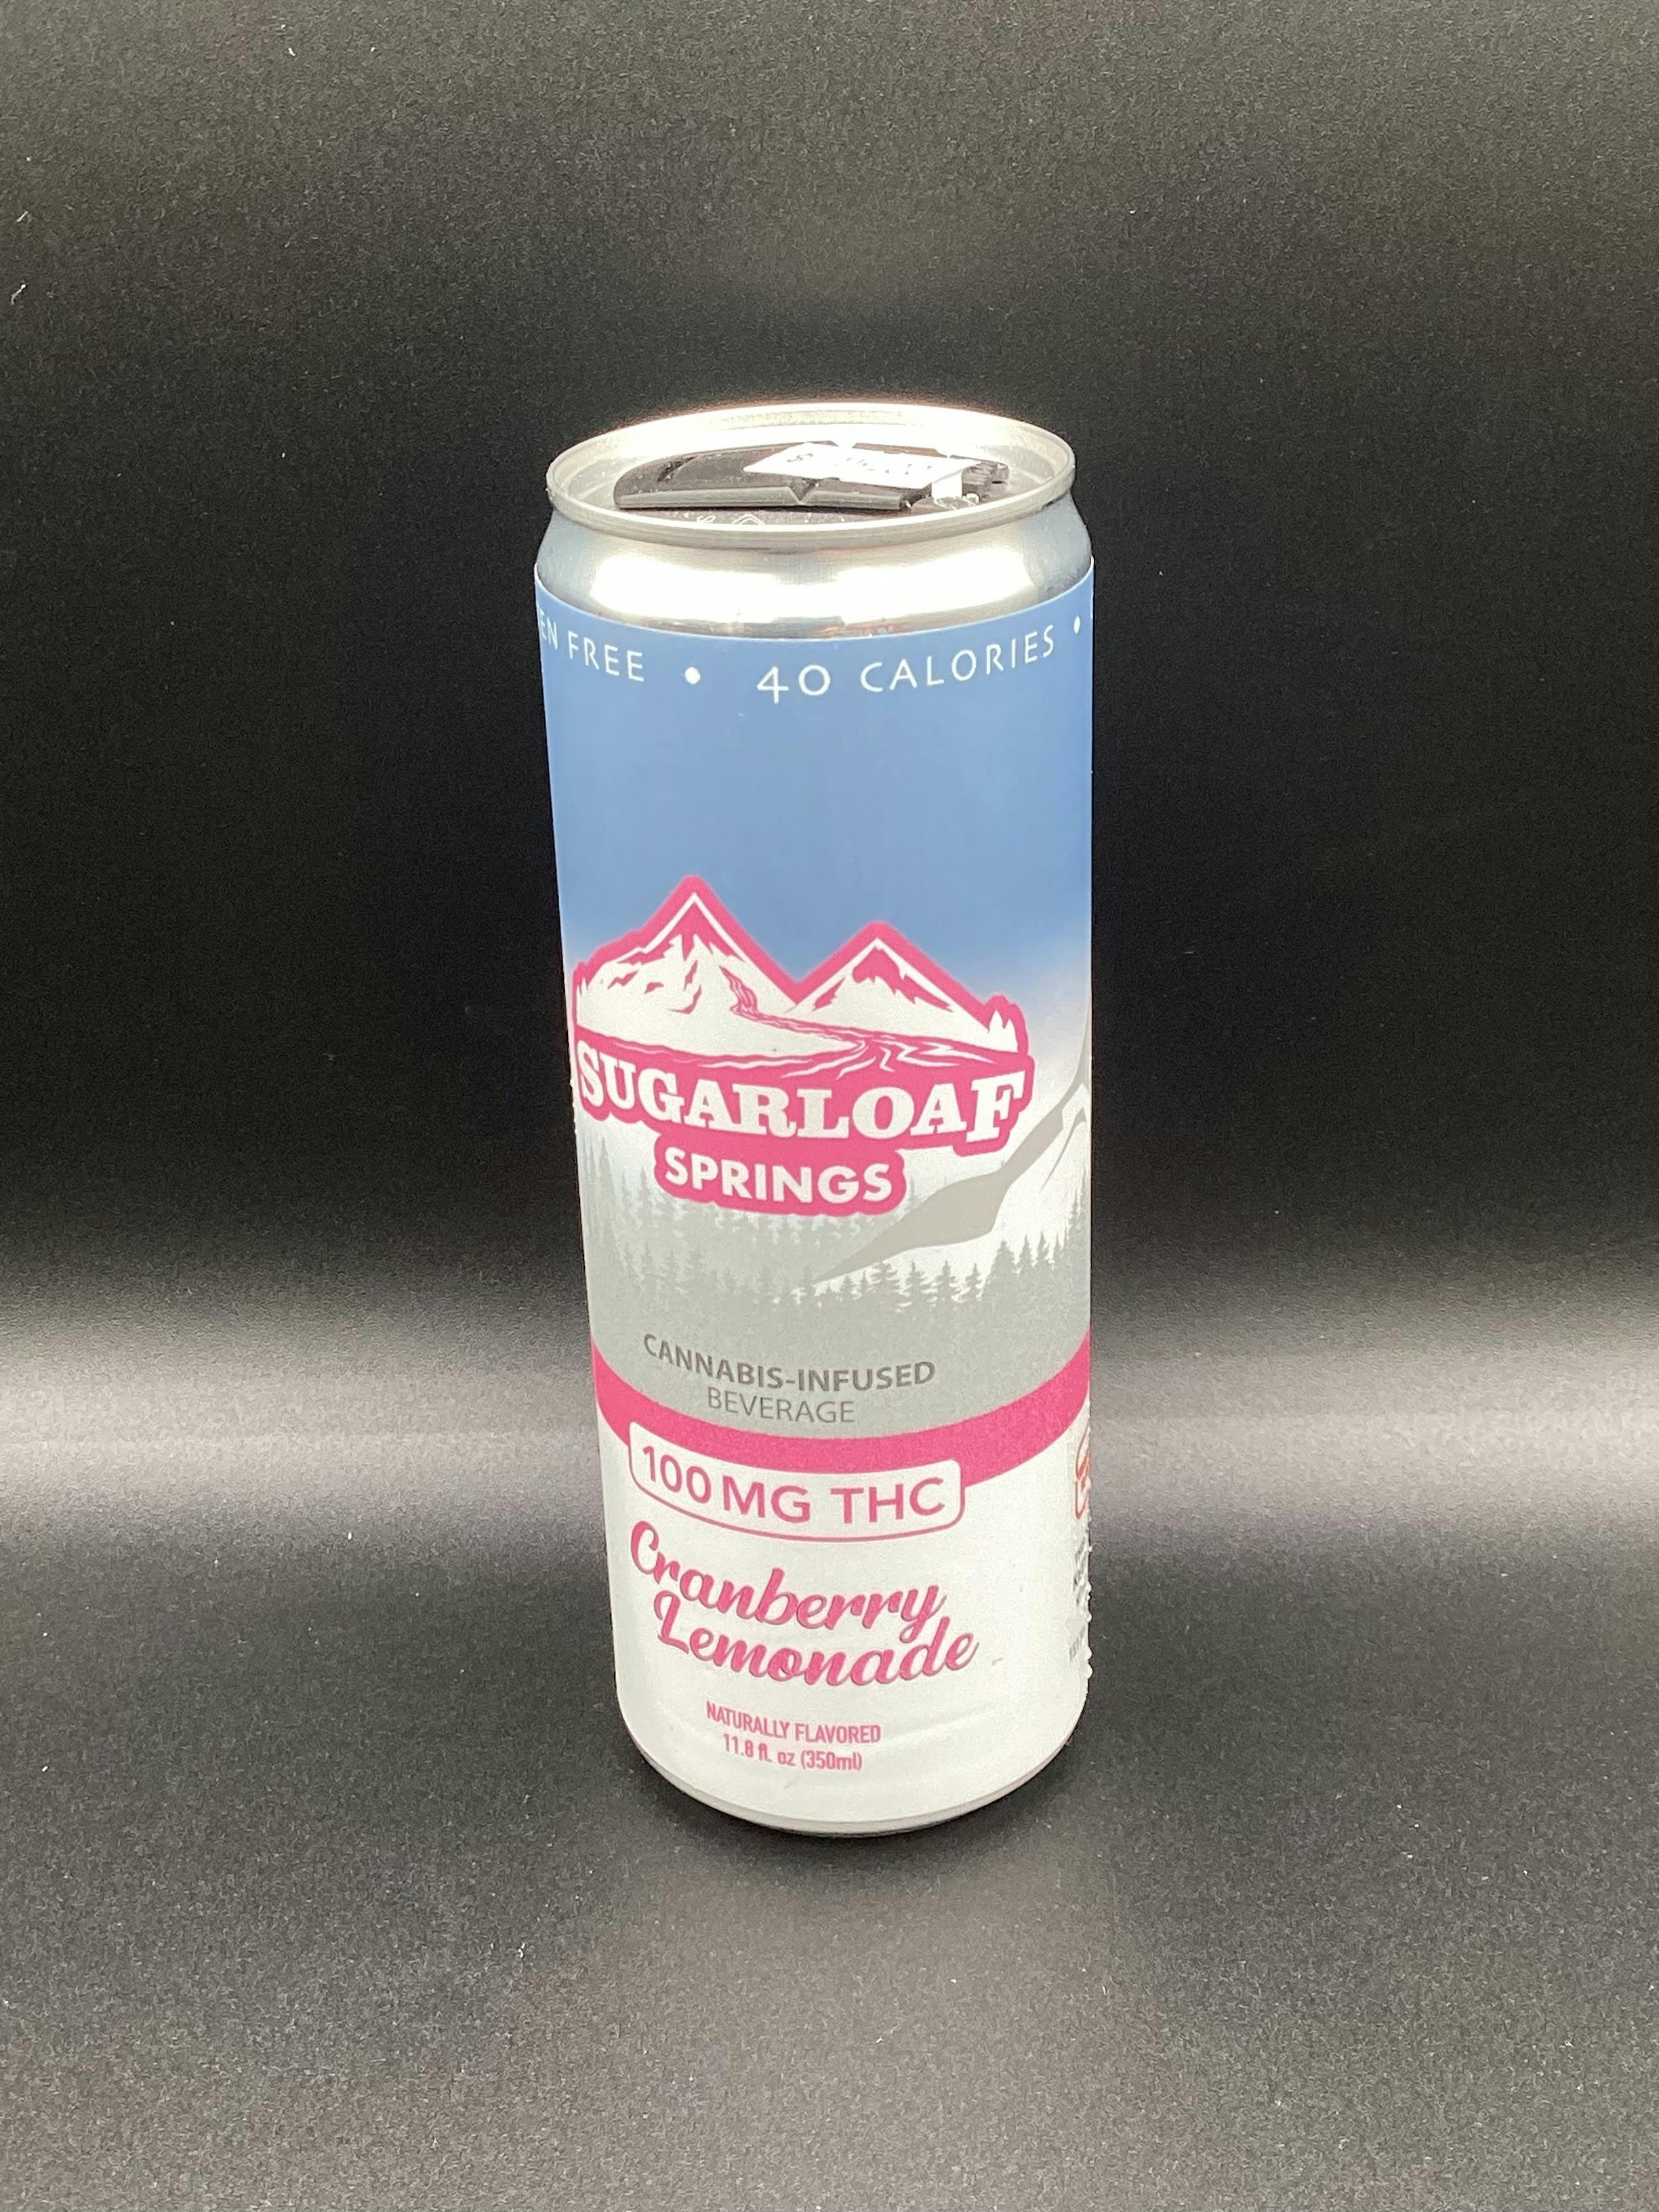 EN FREE • 40 CALORIES •
SUGARLOAF
SPRINGS
CANNABIS-INFUSED
BEVERAGE
100 MG THC
Cranberry
Lemonade
NATURALLY FLAVORED
11.8 fl. oz (350ml)